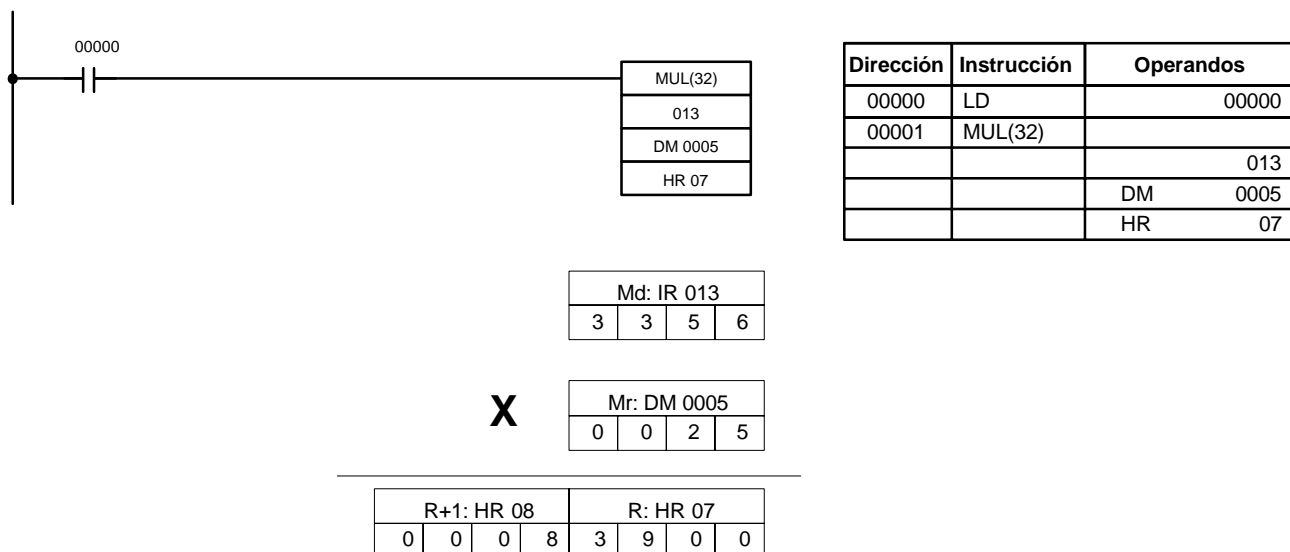 00000
MUL(32)
013
DM 0005
HR 07
Dirección Instrucción Operandos
00000 LD 00000
00001 MUL(32)
013
DM 0005
HR 07
Md: IR 013
3 3 5 6
X
Mr: DM 0005
0 0 2 5
R+1: HR 08 R: HR 07
0 0 0 8 3 9 0 0